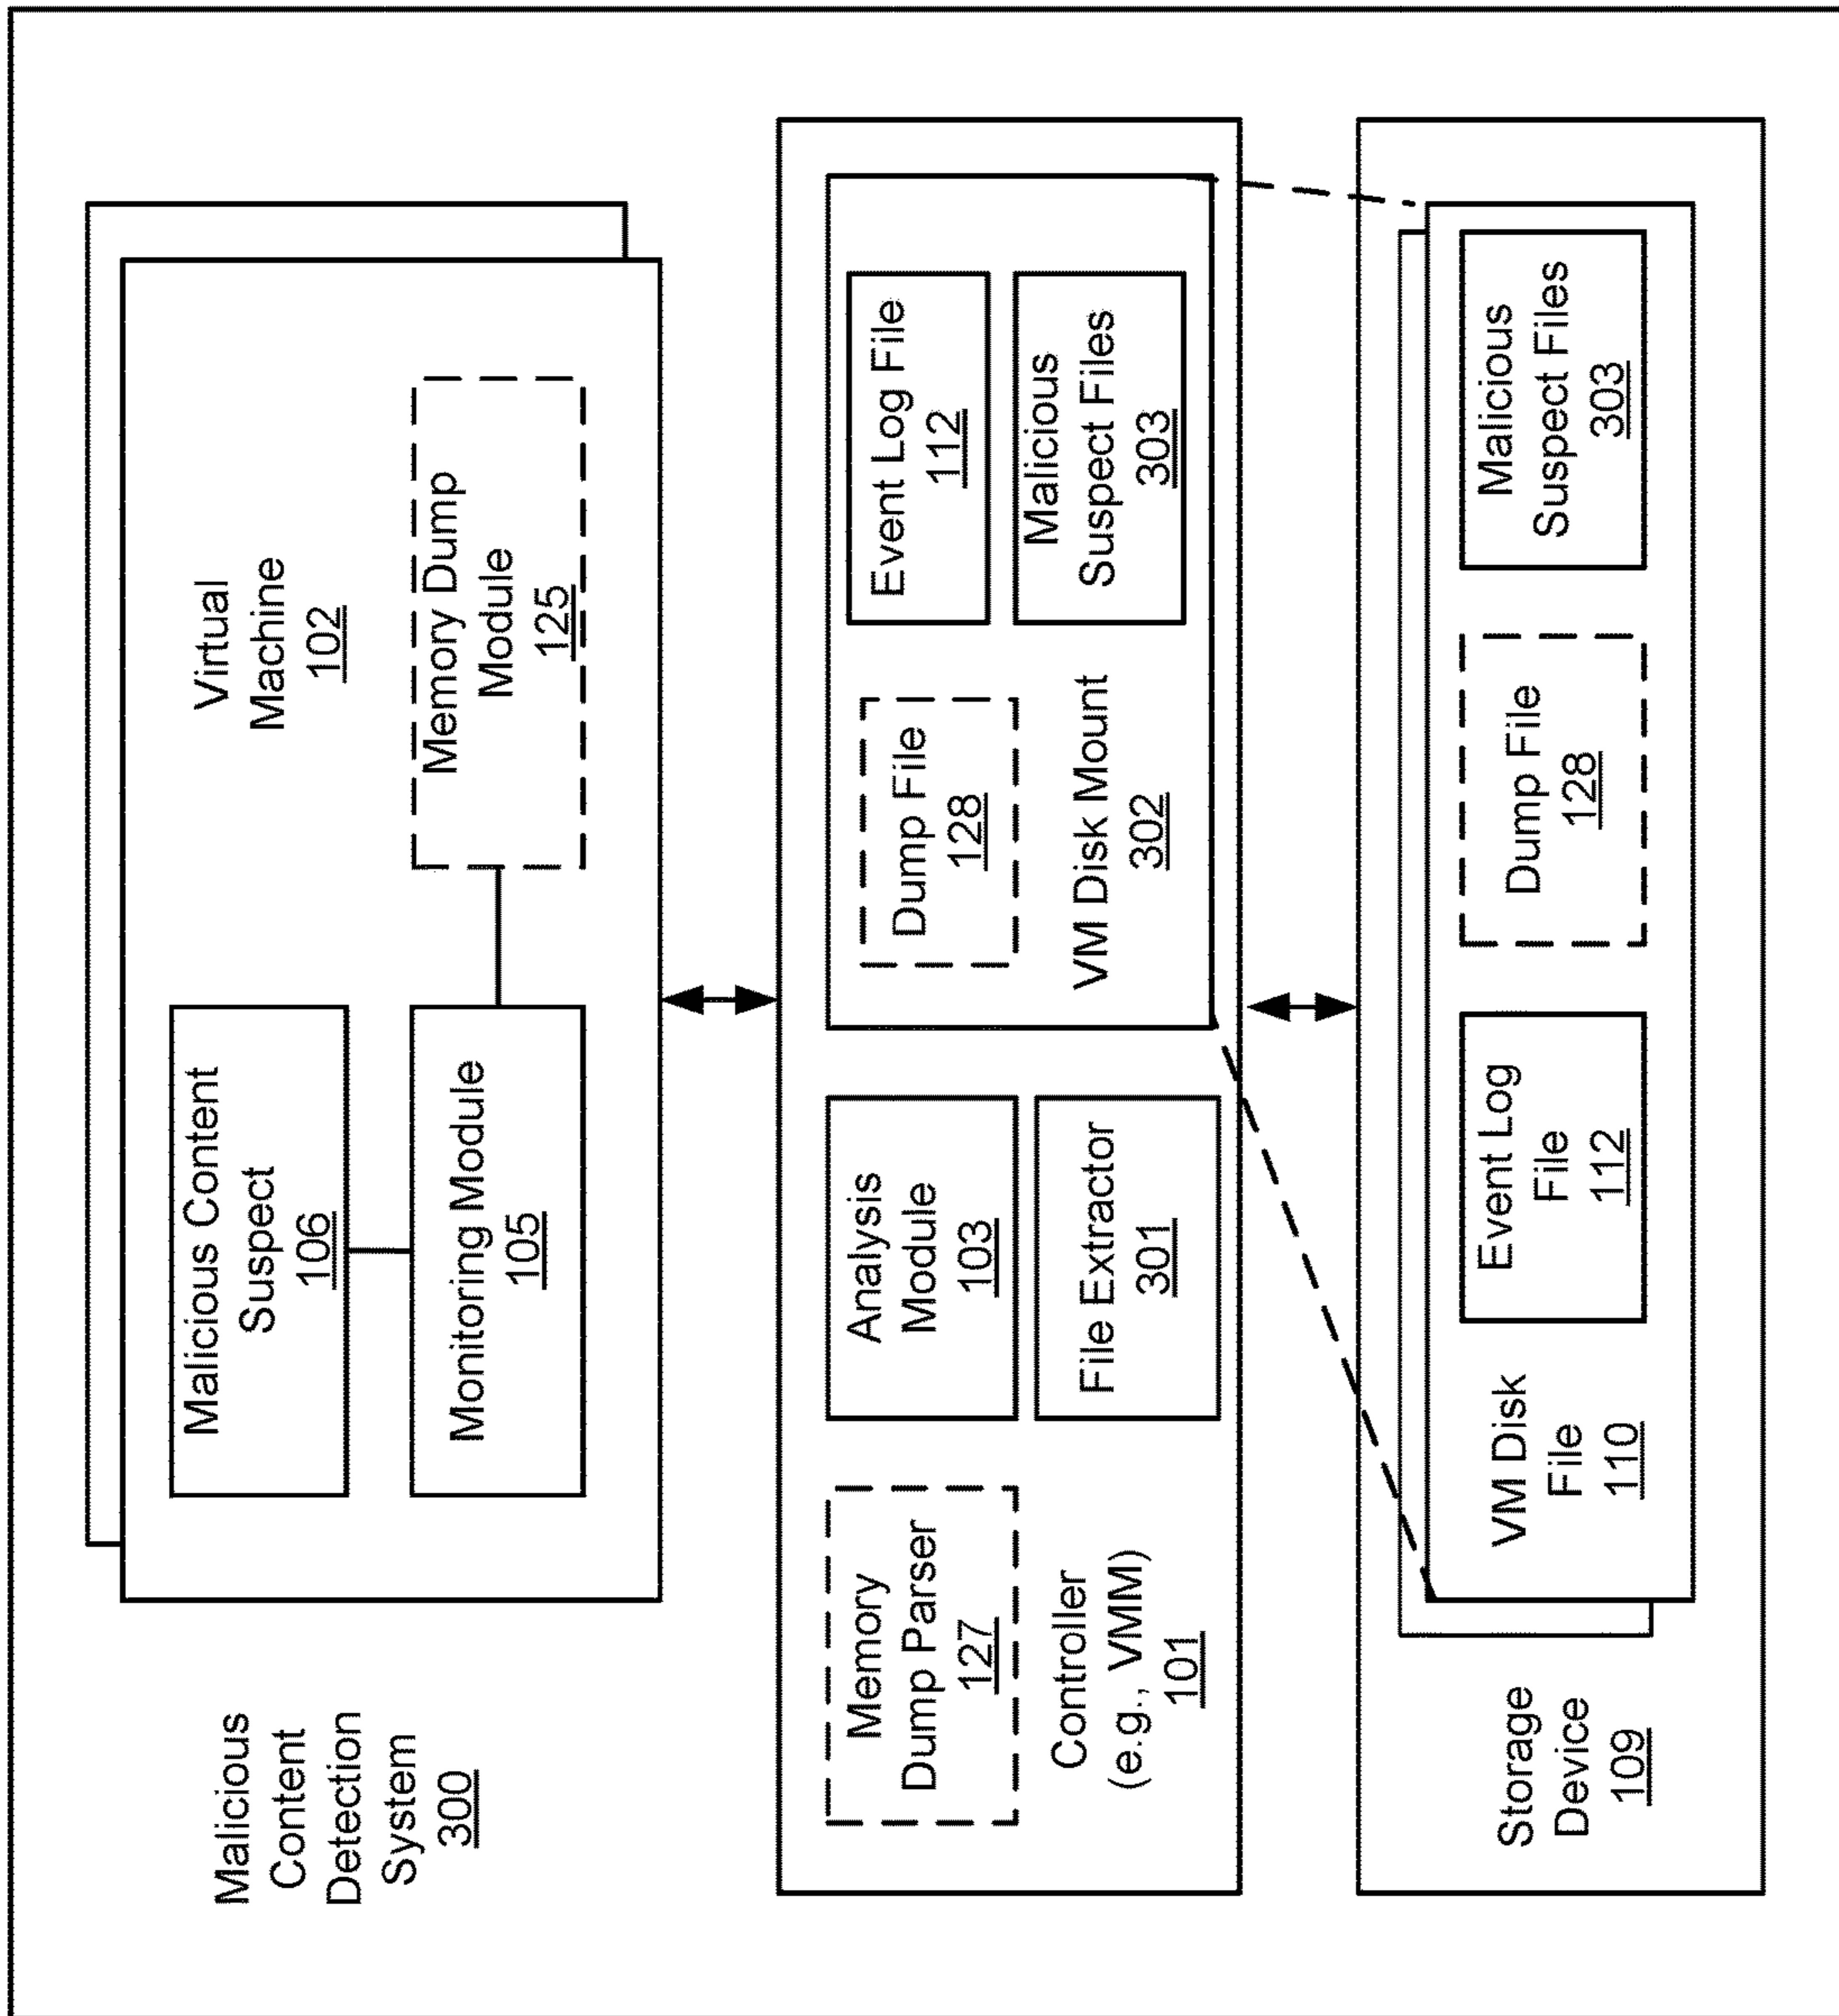 Malicious
Content
Detection
System
300
Virtual
Machine
102
Malicious Content
Suspect
106
Monitoring Module
105
Memory Dump
Module
125
Memory
Dump Parser
127
Controller
(e.g., VMM)
101
Analysis
Module
103
File Extractor
301
Dump File
128
VM Disk Mount
302
Event Log File
112
Malicious
Suspect Files
303
Storage
Device
109
VM Disk
File
110
Event Log
File
112
Dump File
128
Malicious
Suspect Files
303